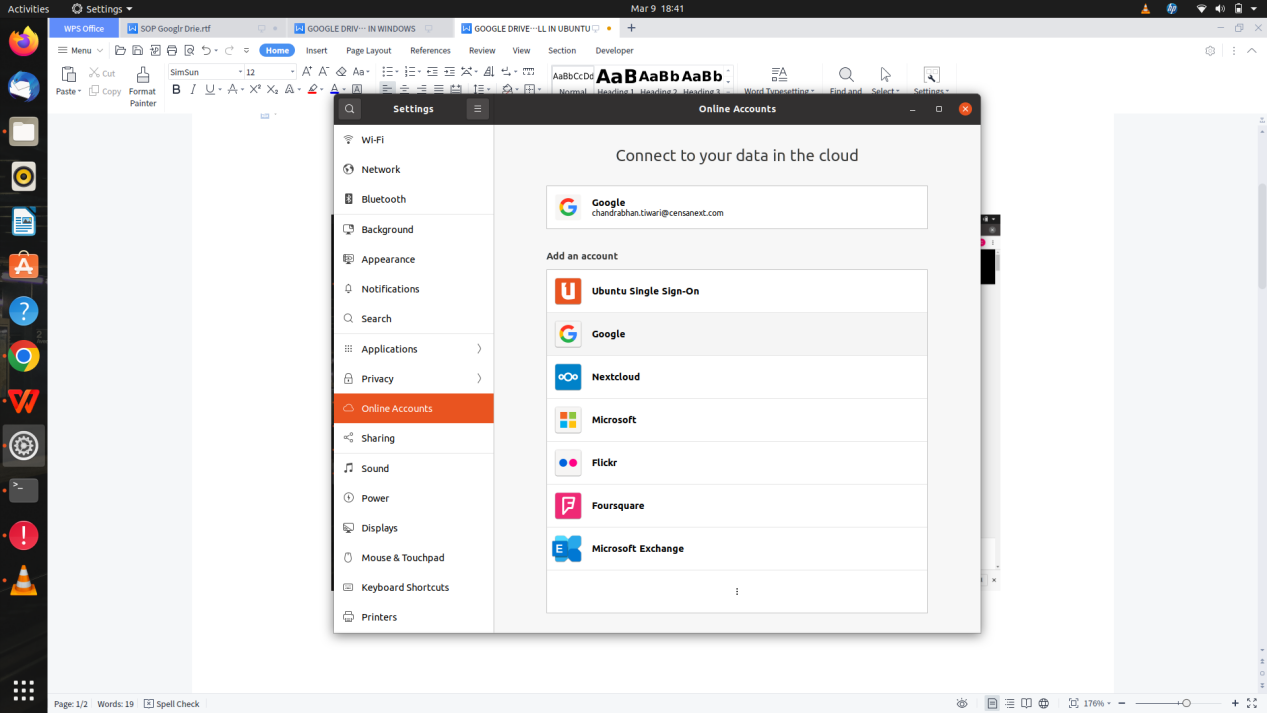 Activities
Settings
Mar 9 18:41
WPS Office
SOP Googlr Drie.rtf
GOOGLE DRIV··· IN WINDOWS
GOOGLE DRIVE···LL IN UBUNTU
Menu
Home
Insert
Page Layout
References
Review
View
Section
Developer
Paste
Cut
Copy
Format
Painter
SimSun
12
AaBbCcDd
AaB
AaBb
AaBb
Normal
Heading 1
Heading 2
Heading 3
Word Typesetting
Find and
Select
Settings
Settings
Online Accounts
Wi-Fi
Network
Bluetooth
Background
Appearance
Notifications
Search
Applications
Privacy
Online Accounts
Sharing
Sound
Power
Displays
Mouse & Touchpad
Keyboard Shortcuts
Printers
Connect to your data in the cloud
Google
chandrabhan.tiwari@censanext.com
Add an account
Ubuntu Single Sign-On
Google
Nextcloud
Microsoft
Flickr
Foursquare
Microsoft Exchange
Page: 1/2
Words: 19
Spell Check
176%